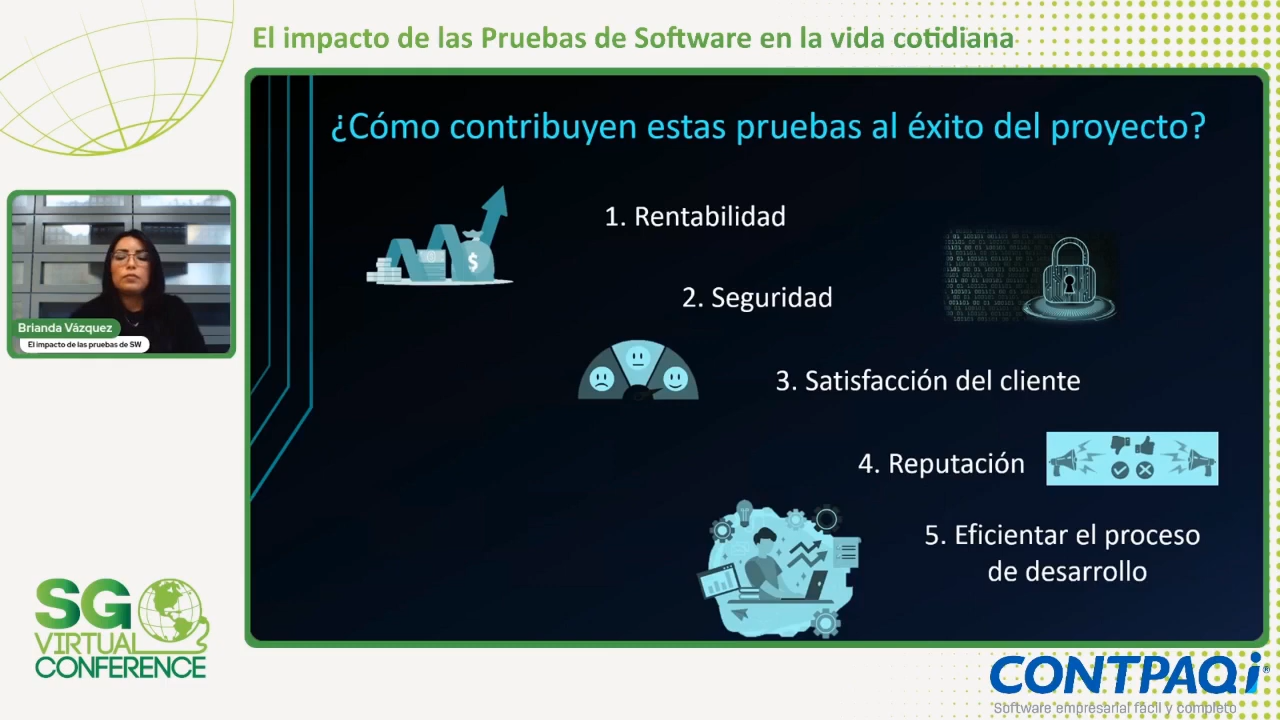 El impacto de las Pruebas de Software en la vida cotidiana
¿Cómo contribuyen estas pruebas al éxito del proyecto?
1. Rentabilidad
2. Seguridad
3. Satisfacción del cliente
4. Reputación
5. Eficientar el proceso
de desarrollo
$
Brianda Vázquez
El impacto de las pruebas de SW
SG
VIRTUAL
CONFERENCE
CONTPAQi®
Software empresarial fácil y completo